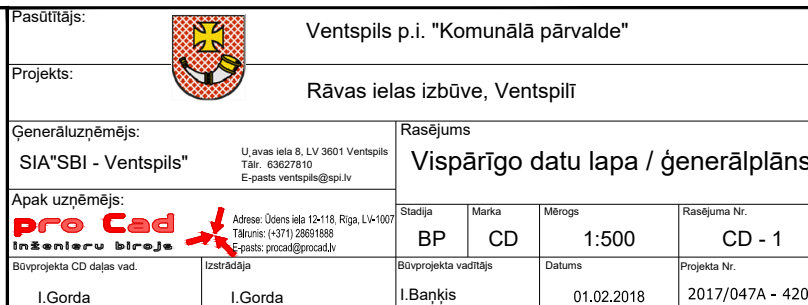 Pasūtītājs:
Ventspils p.i. "Komunālā pārvalde"
Projekts:
Rāvas ielas izbūve, Ventspilī
Ģenerāluzņēmējs:
SIA"SBI - Ventspils"
U,avas iela 8, LV 3601 Ventspils
Tālr. 63627810
E-pasts ventspils@spi.lv
Rasējums
Vispārīgo datu lapa / ģenerālplāns
Apak uzņēmējs:
pro Cad
inženieru birojs
Adrese: Ūdens iela 12-118, Rīga, LV-1007
Tālrunis: (+371) 28691888
E-pasts: procad@procad.lv
Stadija
Marka
Mērogs
Rasējuma Nr.
BP
CD
1:500
CD - 1
Būvprojekta CD daļas vad.
Izstrādāja
Būvprojekta vadītājs
Datums
Projekta Nr.
I.Gorda
I.Gorda
I.Baņķis
01.02.2018
2017/047A - 420